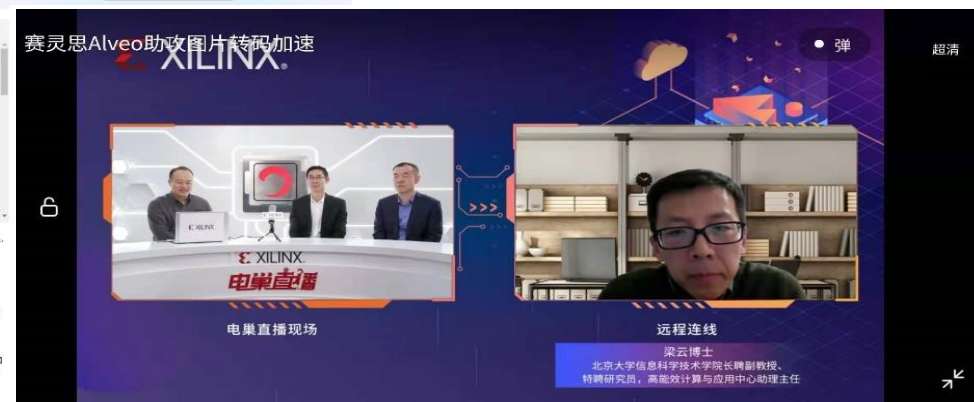 赛灵思Alveo助攻图片转码加速
XILINX
弹
超清
XILINX
XILINX
电巢直播
电巢直播现场
远程连线
梁云博士
北京大学信息科学技术学院长聘副教授、
特聘研究员，高能效计算与应用中心助理主任